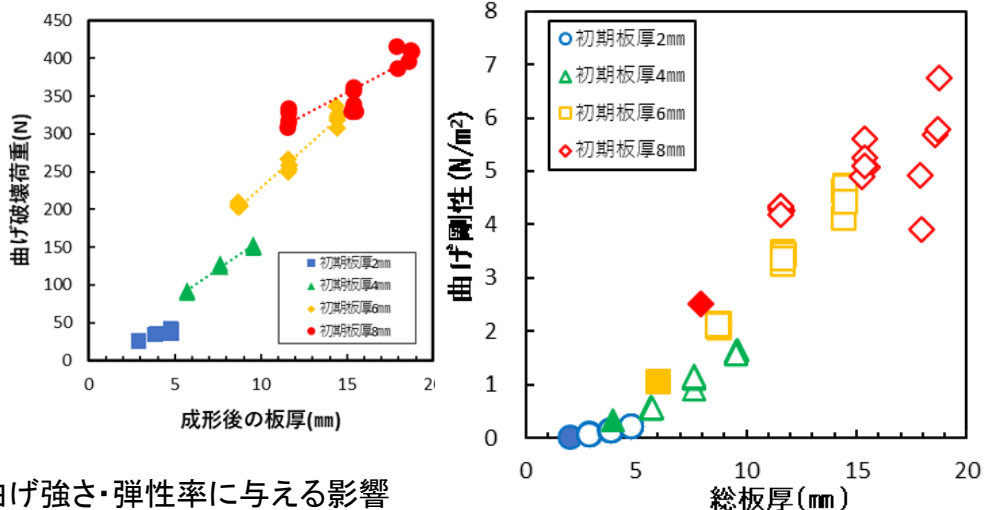 450
400
350
300
250
200
150
100
50
0
0
5
10
15
曲げ破壊荷重(N)
成形後の板厚(㎜)
初期板厚2㎜
初期板厚4㎜
初期板厚6㎜
初期板厚8㎜
8
7
6
5
4
3
2
1
0
0
5
10
15
20
曲げ剛性(N/m²)
総板厚(㎜)
初期板厚2㎜
初期板厚4㎜
初期板厚6㎜
初期板厚8㎜
曲げ強さ・弾性率に与える影響